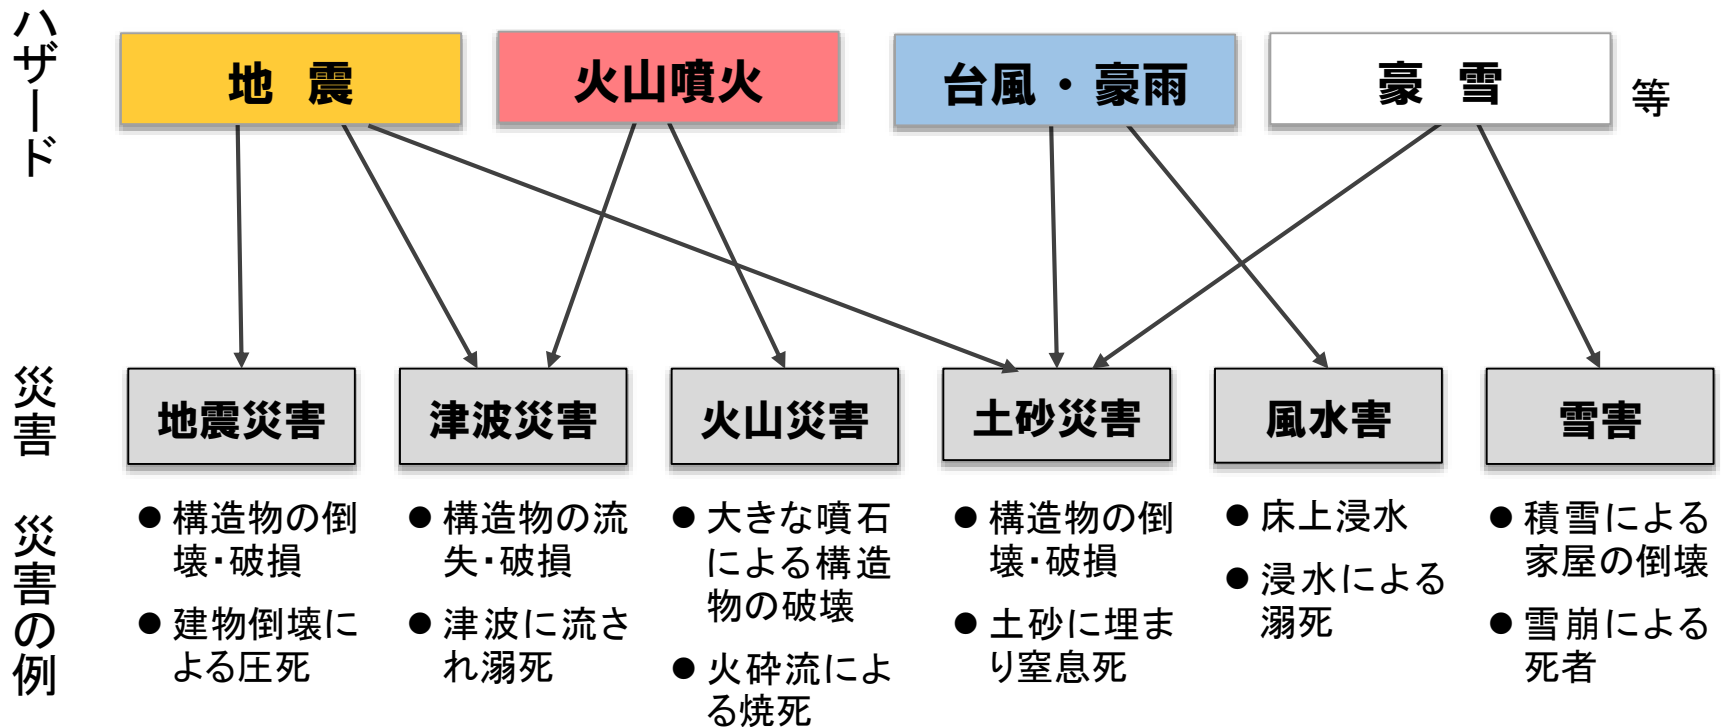 ハザード
地 震
火山噴火
台風・豪雨
豪 雪
等
災害
地震災害
津波災害
火山災害
土砂災害
風水害
雪害
災害の例
● 構造物の倒
壊・破損
● 建物倒壊に
よる圧死
● 構造物の流
失・破損
● 津波に流さ
れ溺死
● 大きな噴石
による構造
物の破壊
● 火砕流によ
る焼死
● 構造物の倒
壊・破損
● 土砂に埋ま
り窒息死
● 床上浸水
● 浸水による
溺死
● 積雪による
家屋の倒壊
● 雪崩による
死者